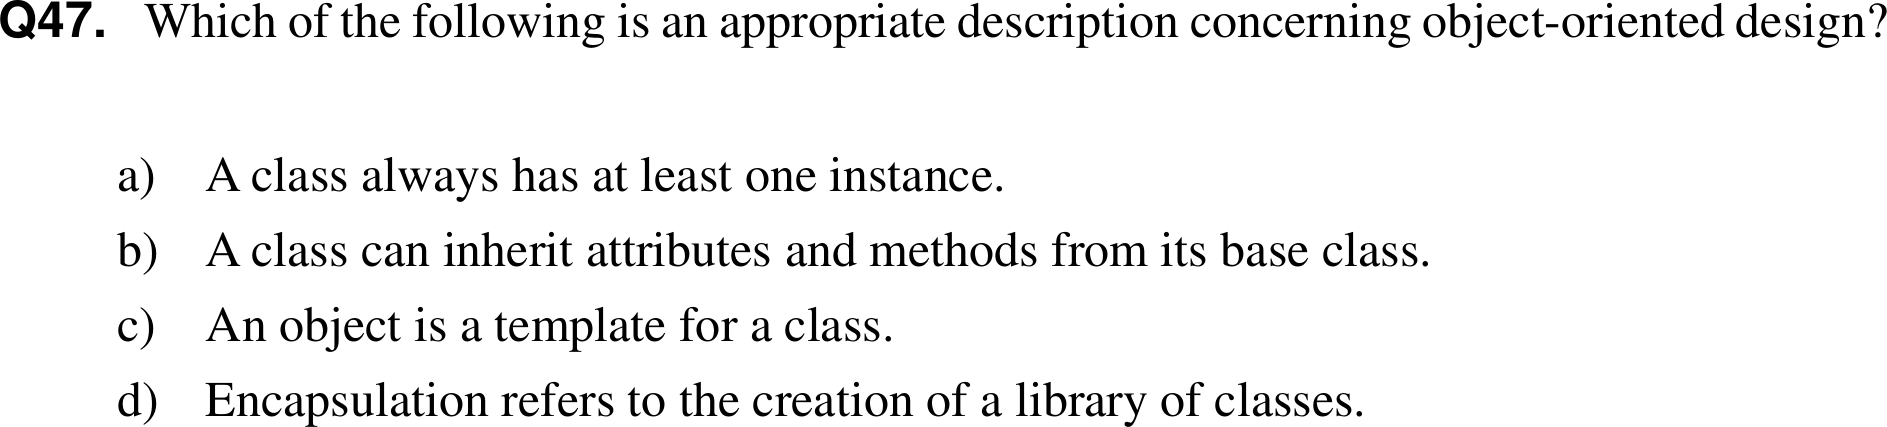 Q47. Which of the following is an appropriate description concerning object-oriented design?
a) A class always has at least one instance.
b) A class can inherit attributes and methods from its base class.
c) An object is a template for a class.
d) Encapsulation refers to the creation of a library of classes.